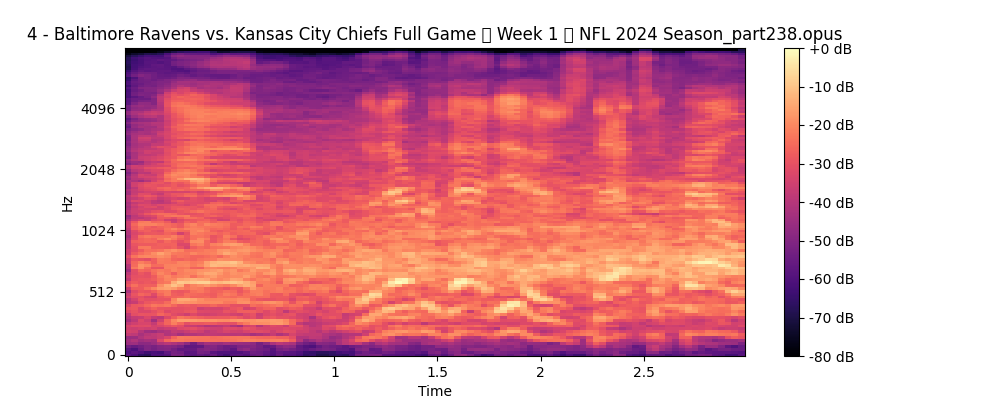 4 - Baltimore Ravens vs. Kansas City Chiefs Full Game ▯ Week 1 ▯ NFL 2024 Season_part238.opus
+0 dB
-10 dB
-20 dB
-30 dB
-40 dB
-50 dB
-60 dB
-70 dB
-80 dB
4096
2048
1024
512
0
Hz
0
0.5
1
1.5
2
2.5
Time